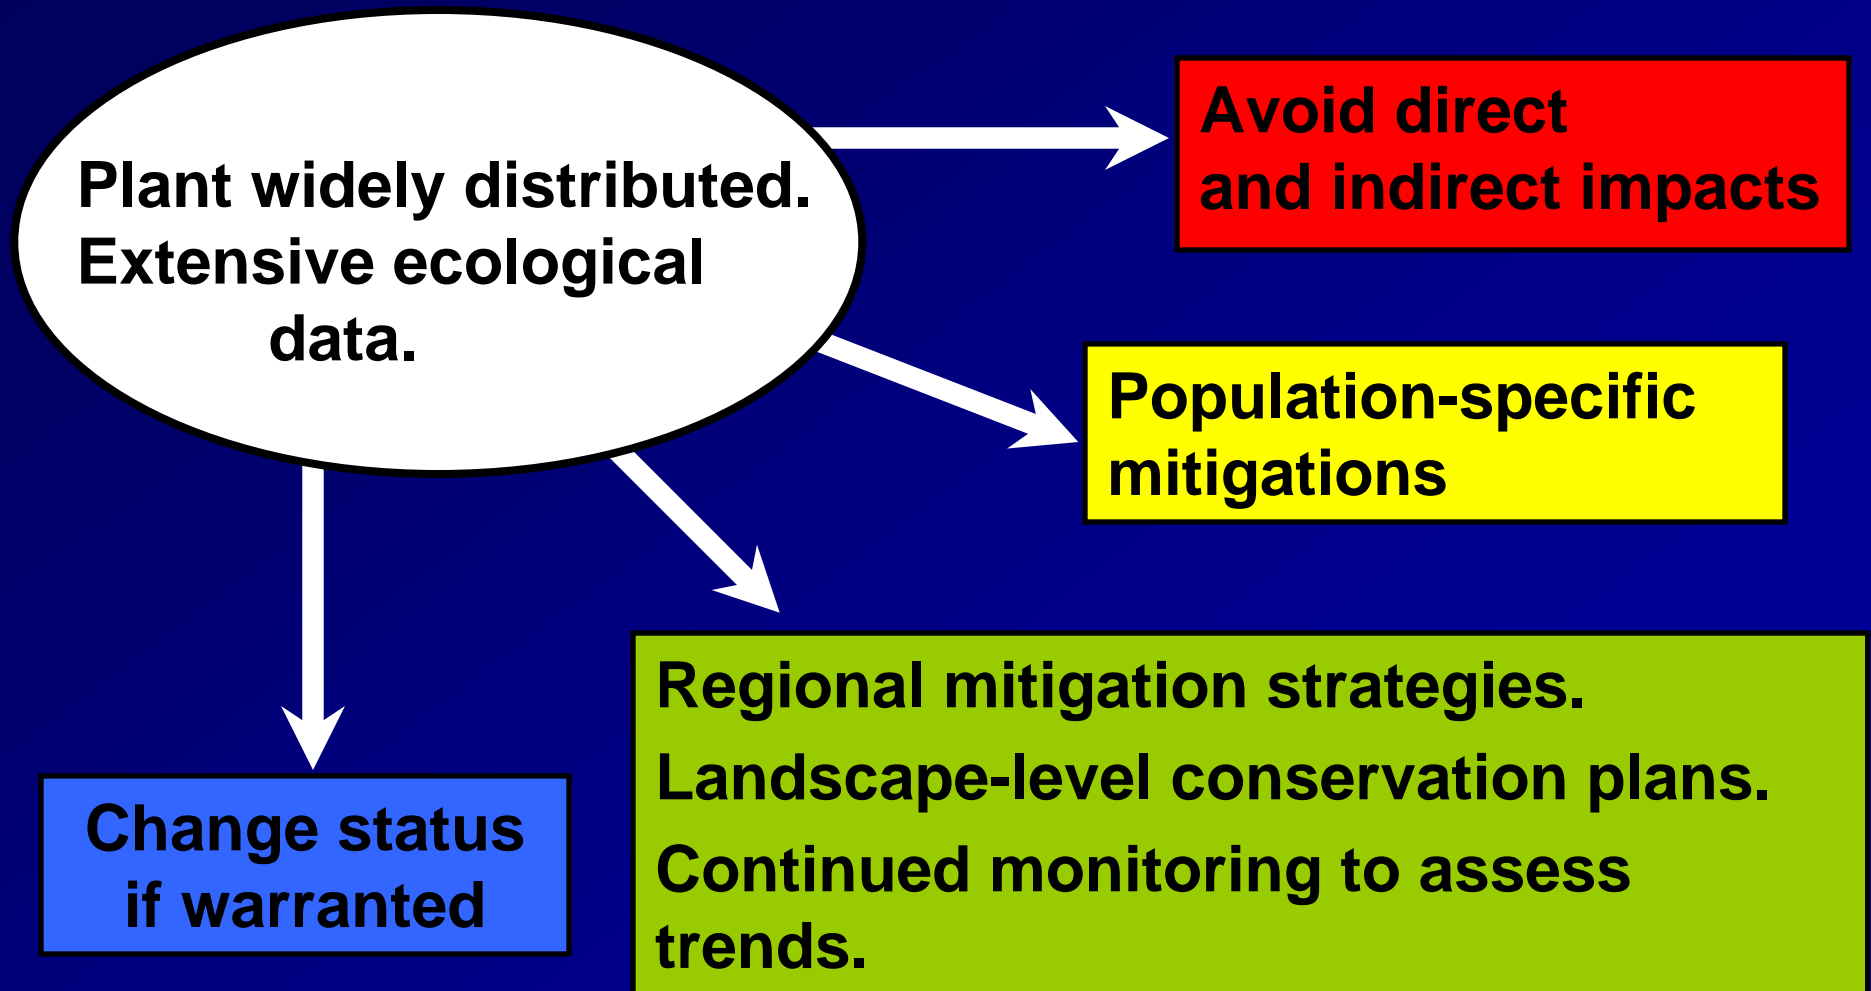 Plant widely distributed.
Extensive ecological
data.
Avoid direct
and indirect impacts
Population-specific
mitigations
Regional mitigation strategies.
Landscape-level conservation plans.
Continued monitoring to assess
trends.
Change status
if warranted